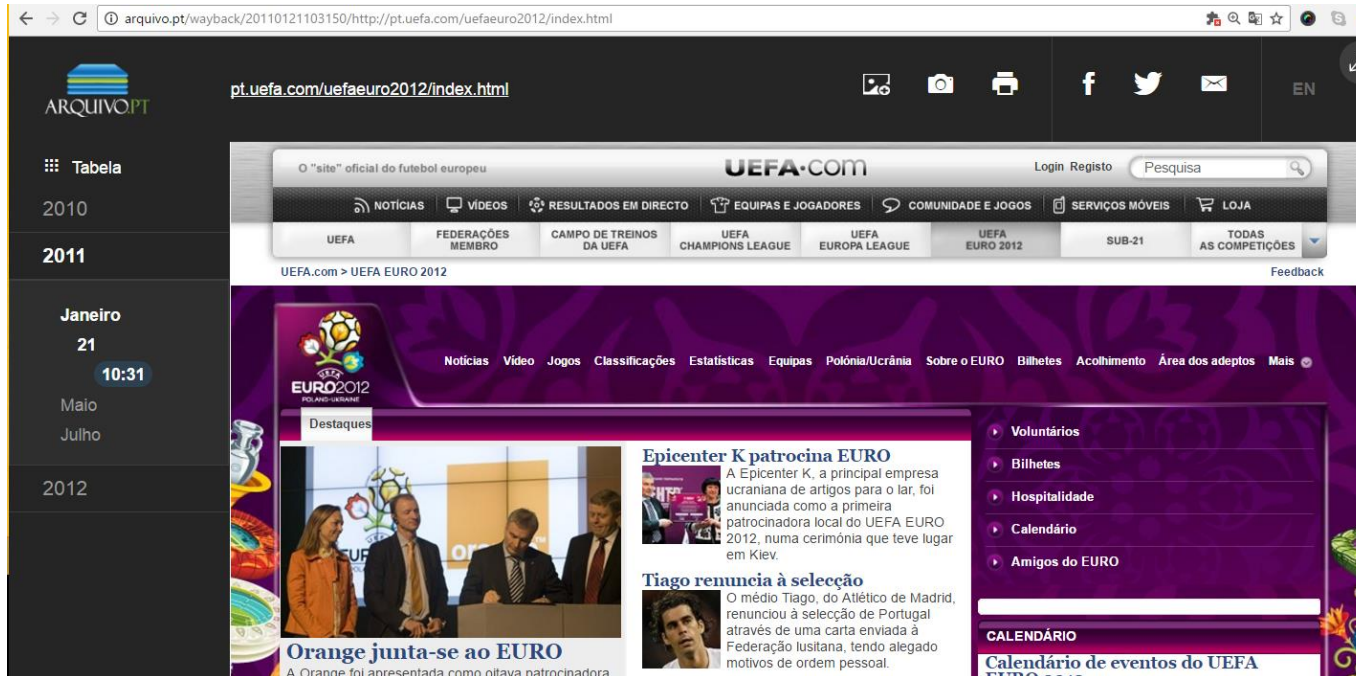 arquivo.pt/wayback/20110121103150/http://pt.uefa.com/uefaeuro2012/index.html
ARQUIVO.PT
pt.uefa.com/uefaeuro2012/index.html
EN
Tabela
2010
2011
Janeiro
21
10:31
Maio
Julho
2012
O "site" oficial do futebol europeu
UEFA.com
Login Registo
Pesquisa
NOTÍCIAS VÍDEOS RESULTADOS EM DIRECTO EQUIPAS E JOGADORES COMUNIDADE E JOGOS SERVIÇOS MÓVEIS LOJA
UEFA
FEDERAÇÕES
MEMBRO
CAMPO DE TREINOS
DA UEFA
UEFA
CHAMPIONS LEAGUE
UEFA
EUROPA LEAGUE
UEFA
EURO 2012
SUB-21
TODAS
AS COMPETIÇÕES
UEFA.com > UEFA EURO 2012
Feedback
UEFA
EURO2012
POLAND-UKRAINE
Notícias Vídeo Jogos Classificações Estatísticas Equipas Polónia/Ucrânia Sobre o EURO Bilhetes Acolhimento Área dos adeptos Mais
Destaques
Orange junta-se ao EURO
A Orange foi apresentada como oitava patrocinadora
Epicenter K patrocina EURO
A Epicenter K, a principal empresa
ucraniana de artigos para o lar, foi
anunciada como a primeira
patrocinadora local do UEFA EURO
2012, numa cerimónia que teve lugar
em Kiev.
Tiago renuncia à selecção
O médio Tiago, do Atlético de Madrid,
renunciou à selecção de Portugal
através de uma carta enviada à
Federação lusitana, tendo alegado
motivos de ordem pessoal.
Voluntários
Bilhetes
Hospitalidade
Calendário
Amigos do EURO
CALENDÁRIO
Calendário de eventos do UEFA
EURO 2012